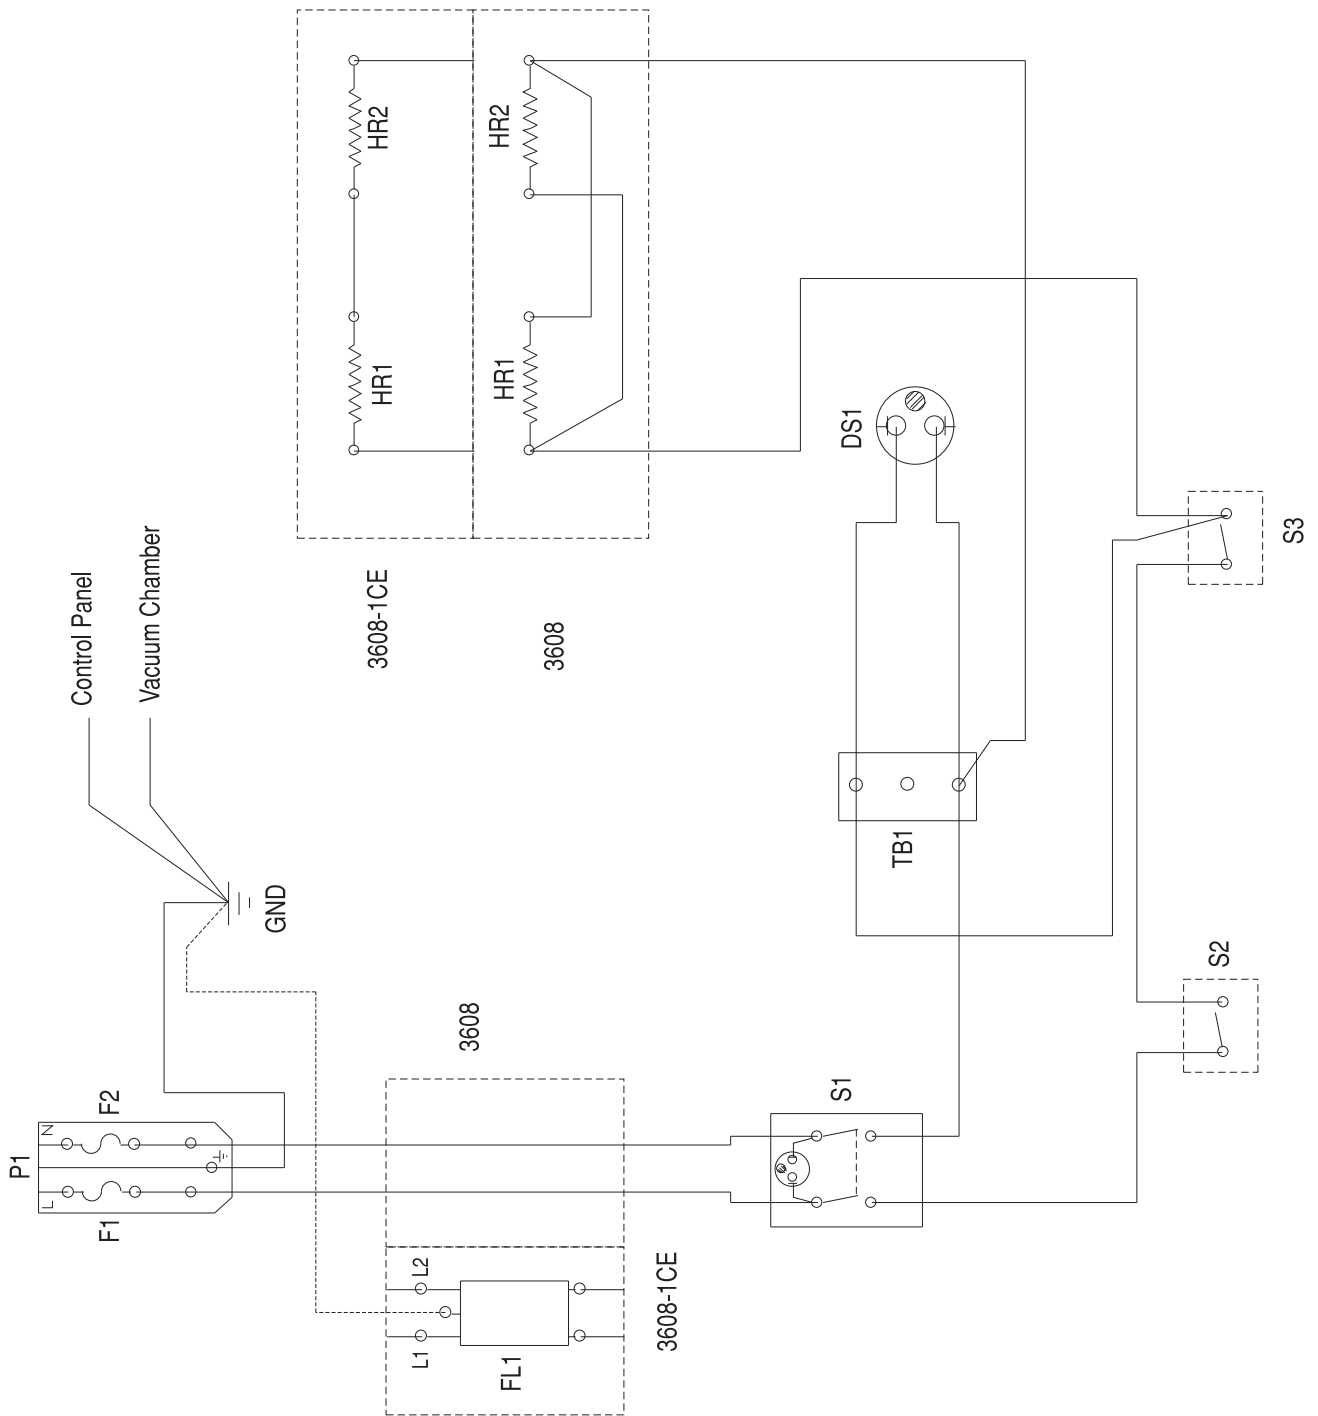 P1
L
N
F1
F2
GND
Control Panel
Vacuum Chamber
3608-1CE
3608
HR1
HR2
HR1
HR2
3608
3608-1CE
FL1
L1
L2
S1
TB1
DS1
S2
S3